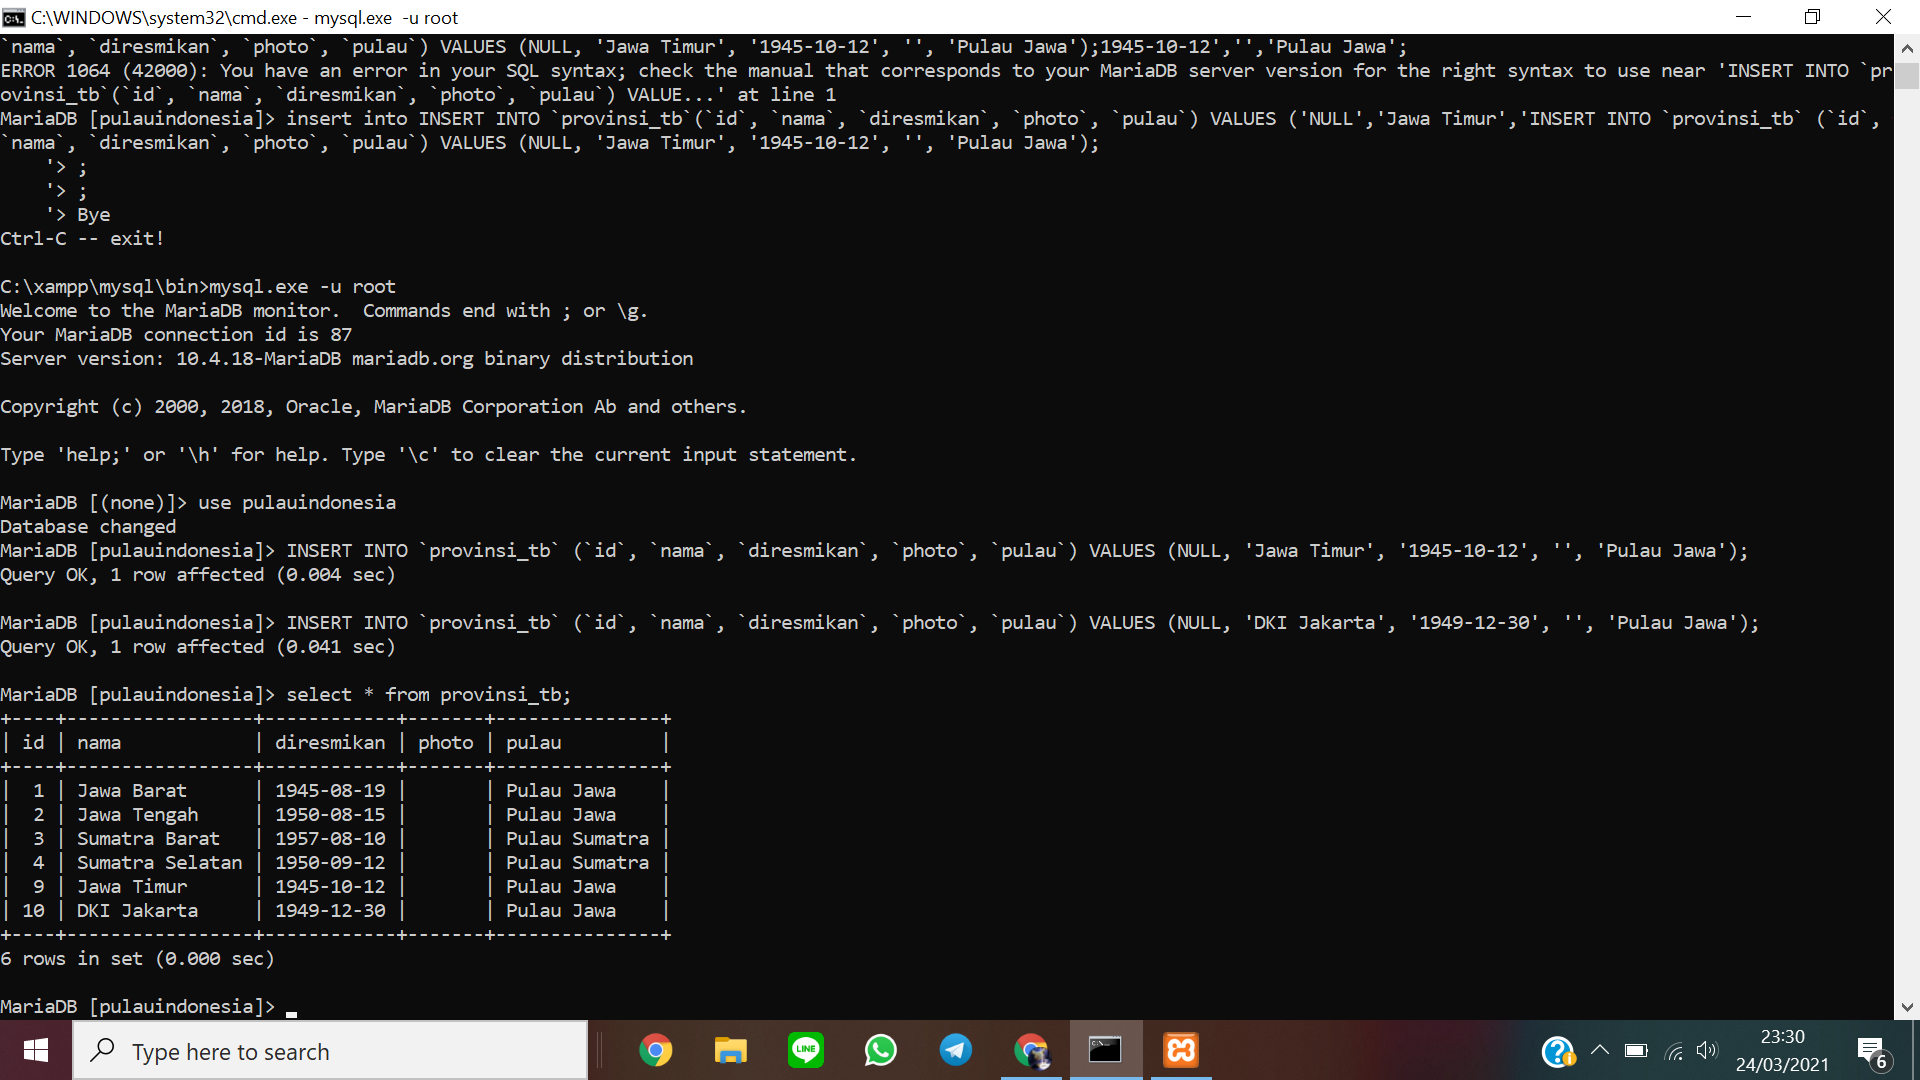 C:\WINDOWS\system32\cmd.exe - mysql.exe  -u root
`nama`, `diresmikan`, `photo`, `pulau`) VALUES (NULL, 'Jawa Timur', '1945-10-12', '', 'Pulau Jawa');1945-10-12','','Pulau Jawa';
ERROR 1064 (42000): You have an error in your SQL syntax; check the manual that corresponds to your MariaDB server version for the right syntax to use near 'INSERT INTO `pr
ovinsi_tb`(`id`, `nama`, `diresmikan`, `photo`, `pulau`) VALUE...' at line 1
MariaDB [pulauindonesia]> insert into INSERT INTO `provinsi_tb`(`id`, `nama`, `diresmikan`, `photo`, `pulau`) VALUES ('NULL','Jawa Timur','INSERT INTO `provinsi_tb` (`id`,
`nama`, `diresmikan`, `photo`, `pulau`) VALUES (NULL, 'Jawa Timur', '1945-10-12', '', 'Pulau Jawa');
    '> ;
    '> ;
    '> Bye
Ctrl-C -- exit!

C:\xampp\mysql\bin>mysql.exe -u root
Welcome to the MariaDB monitor.  Commands end with ; or \g.
Your MariaDB connection id is 87
Server version: 10.4.18-MariaDB mariadb.org binary distribution

Copyright (c) 2000, 2018, Oracle, MariaDB Corporation Ab and others.

Type 'help;' or '\h' for help. Type '\c' to clear the current input statement.

MariaDB [(none)]> use pulauindonesia
Database changed
MariaDB [pulauindonesia]> INSERT INTO `provinsi_tb` (`id`, `nama`, `diresmikan`, `photo`, `pulau`) VALUES (NULL, 'Jawa Timur', '1945-10-12', '', 'Pulau Jawa');
Query OK, 1 row affected (0.004 sec)

MariaDB [pulauindonesia]> INSERT INTO `provinsi_tb` (`id`, `nama`, `diresmikan`, `photo`, `pulau`) VALUES (NULL, 'DKI Jakarta', '1949-12-30', '', 'Pulau Jawa');
Query OK, 1 row affected (0.041 sec)

MariaDB [pulauindonesia]> select * from provinsi_tb;
+----+-----------------+------------+-------+---------------+
| id | nama            | diresmikan | photo | pulau         |
+----+-----------------+------------+-------+---------------+
|  1 | Jawa Barat      | 1945-08-19 |       | Pulau Jawa    |
|  2 | Jawa Tengah     | 1950-08-15 |       | Pulau Jawa    |
|  3 | Sumatra Barat   | 1957-08-10 |       | Pulau Sumatra |
|  4 | Sumatra Selatan | 1950-09-12 |       | Pulau Sumatra |
|  9 | Jawa Timur      | 1945-10-12 |       | Pulau Jawa    |
| 10 | DKI Jakarta     | 1949-12-30 |       | Pulau Jawa    |
+----+-----------------+------------+-------+---------------+
6 rows in set (0.000 sec)

MariaDB [pulauindonesia]> _
Type here to search
LINE
23:30
24/03/2021
6